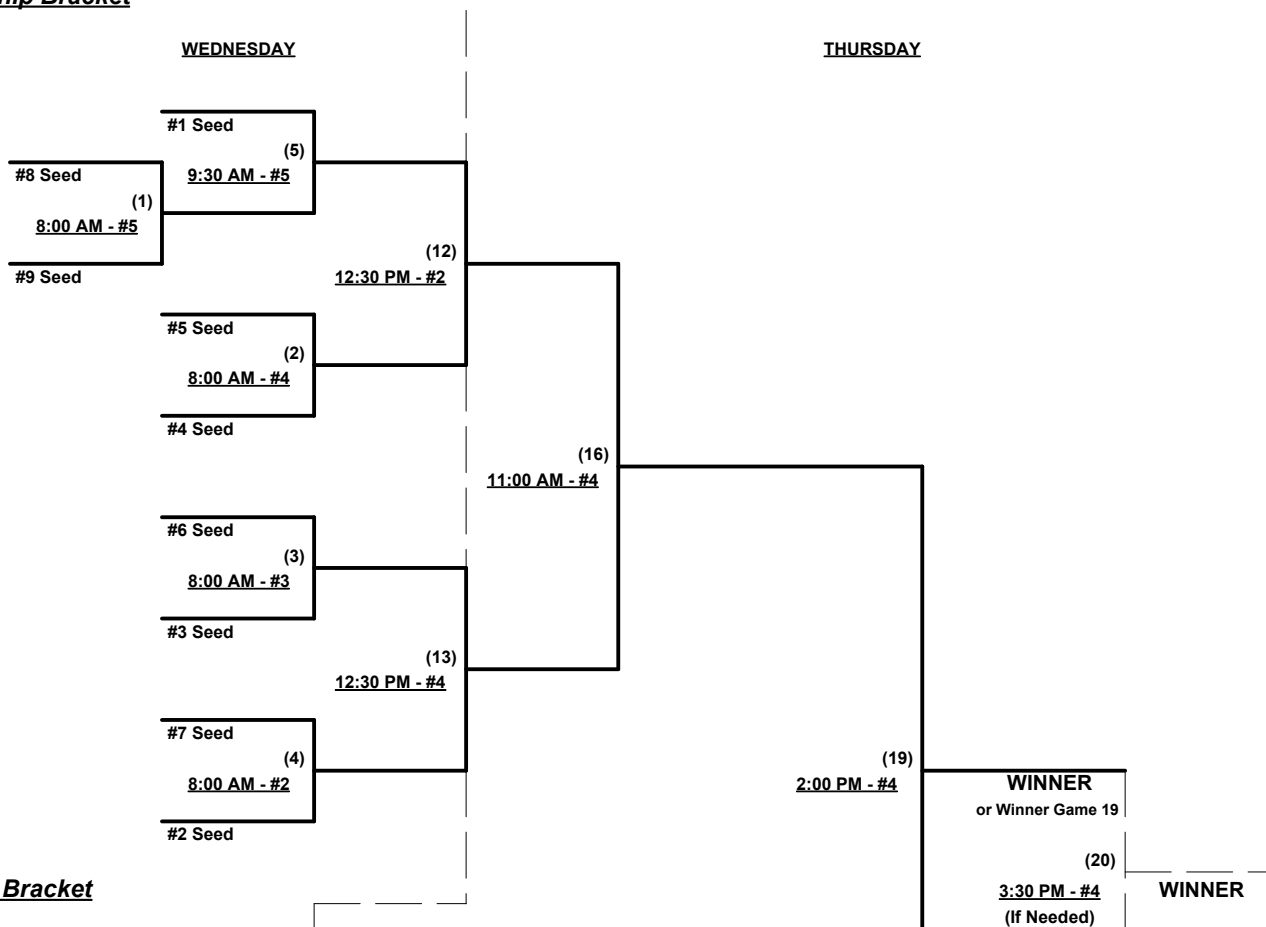 Bracket
WEDNESDAY
THURSDAY
#1 Seed
(5)
9:30 AM - #5
#8 Seed
(1)
8:00 AM - #5
#9 Seed
(12)
12:30 PM - #2
#5 Seed
(2)
8:00 AM - #4
#4 Seed
(16)
11:00 AM - #4
#6 Seed
(3)
8:00 AM - #3
#3 Seed
(13)
12:30 PM - #4
#7 Seed
(4)
8:00 AM - #2
#2 Seed
(19)
2:00 PM - #4
WINNER
or Winner Game 19
(20)
3:30 PM - #4
(If Needed)
WINNER
Bracket